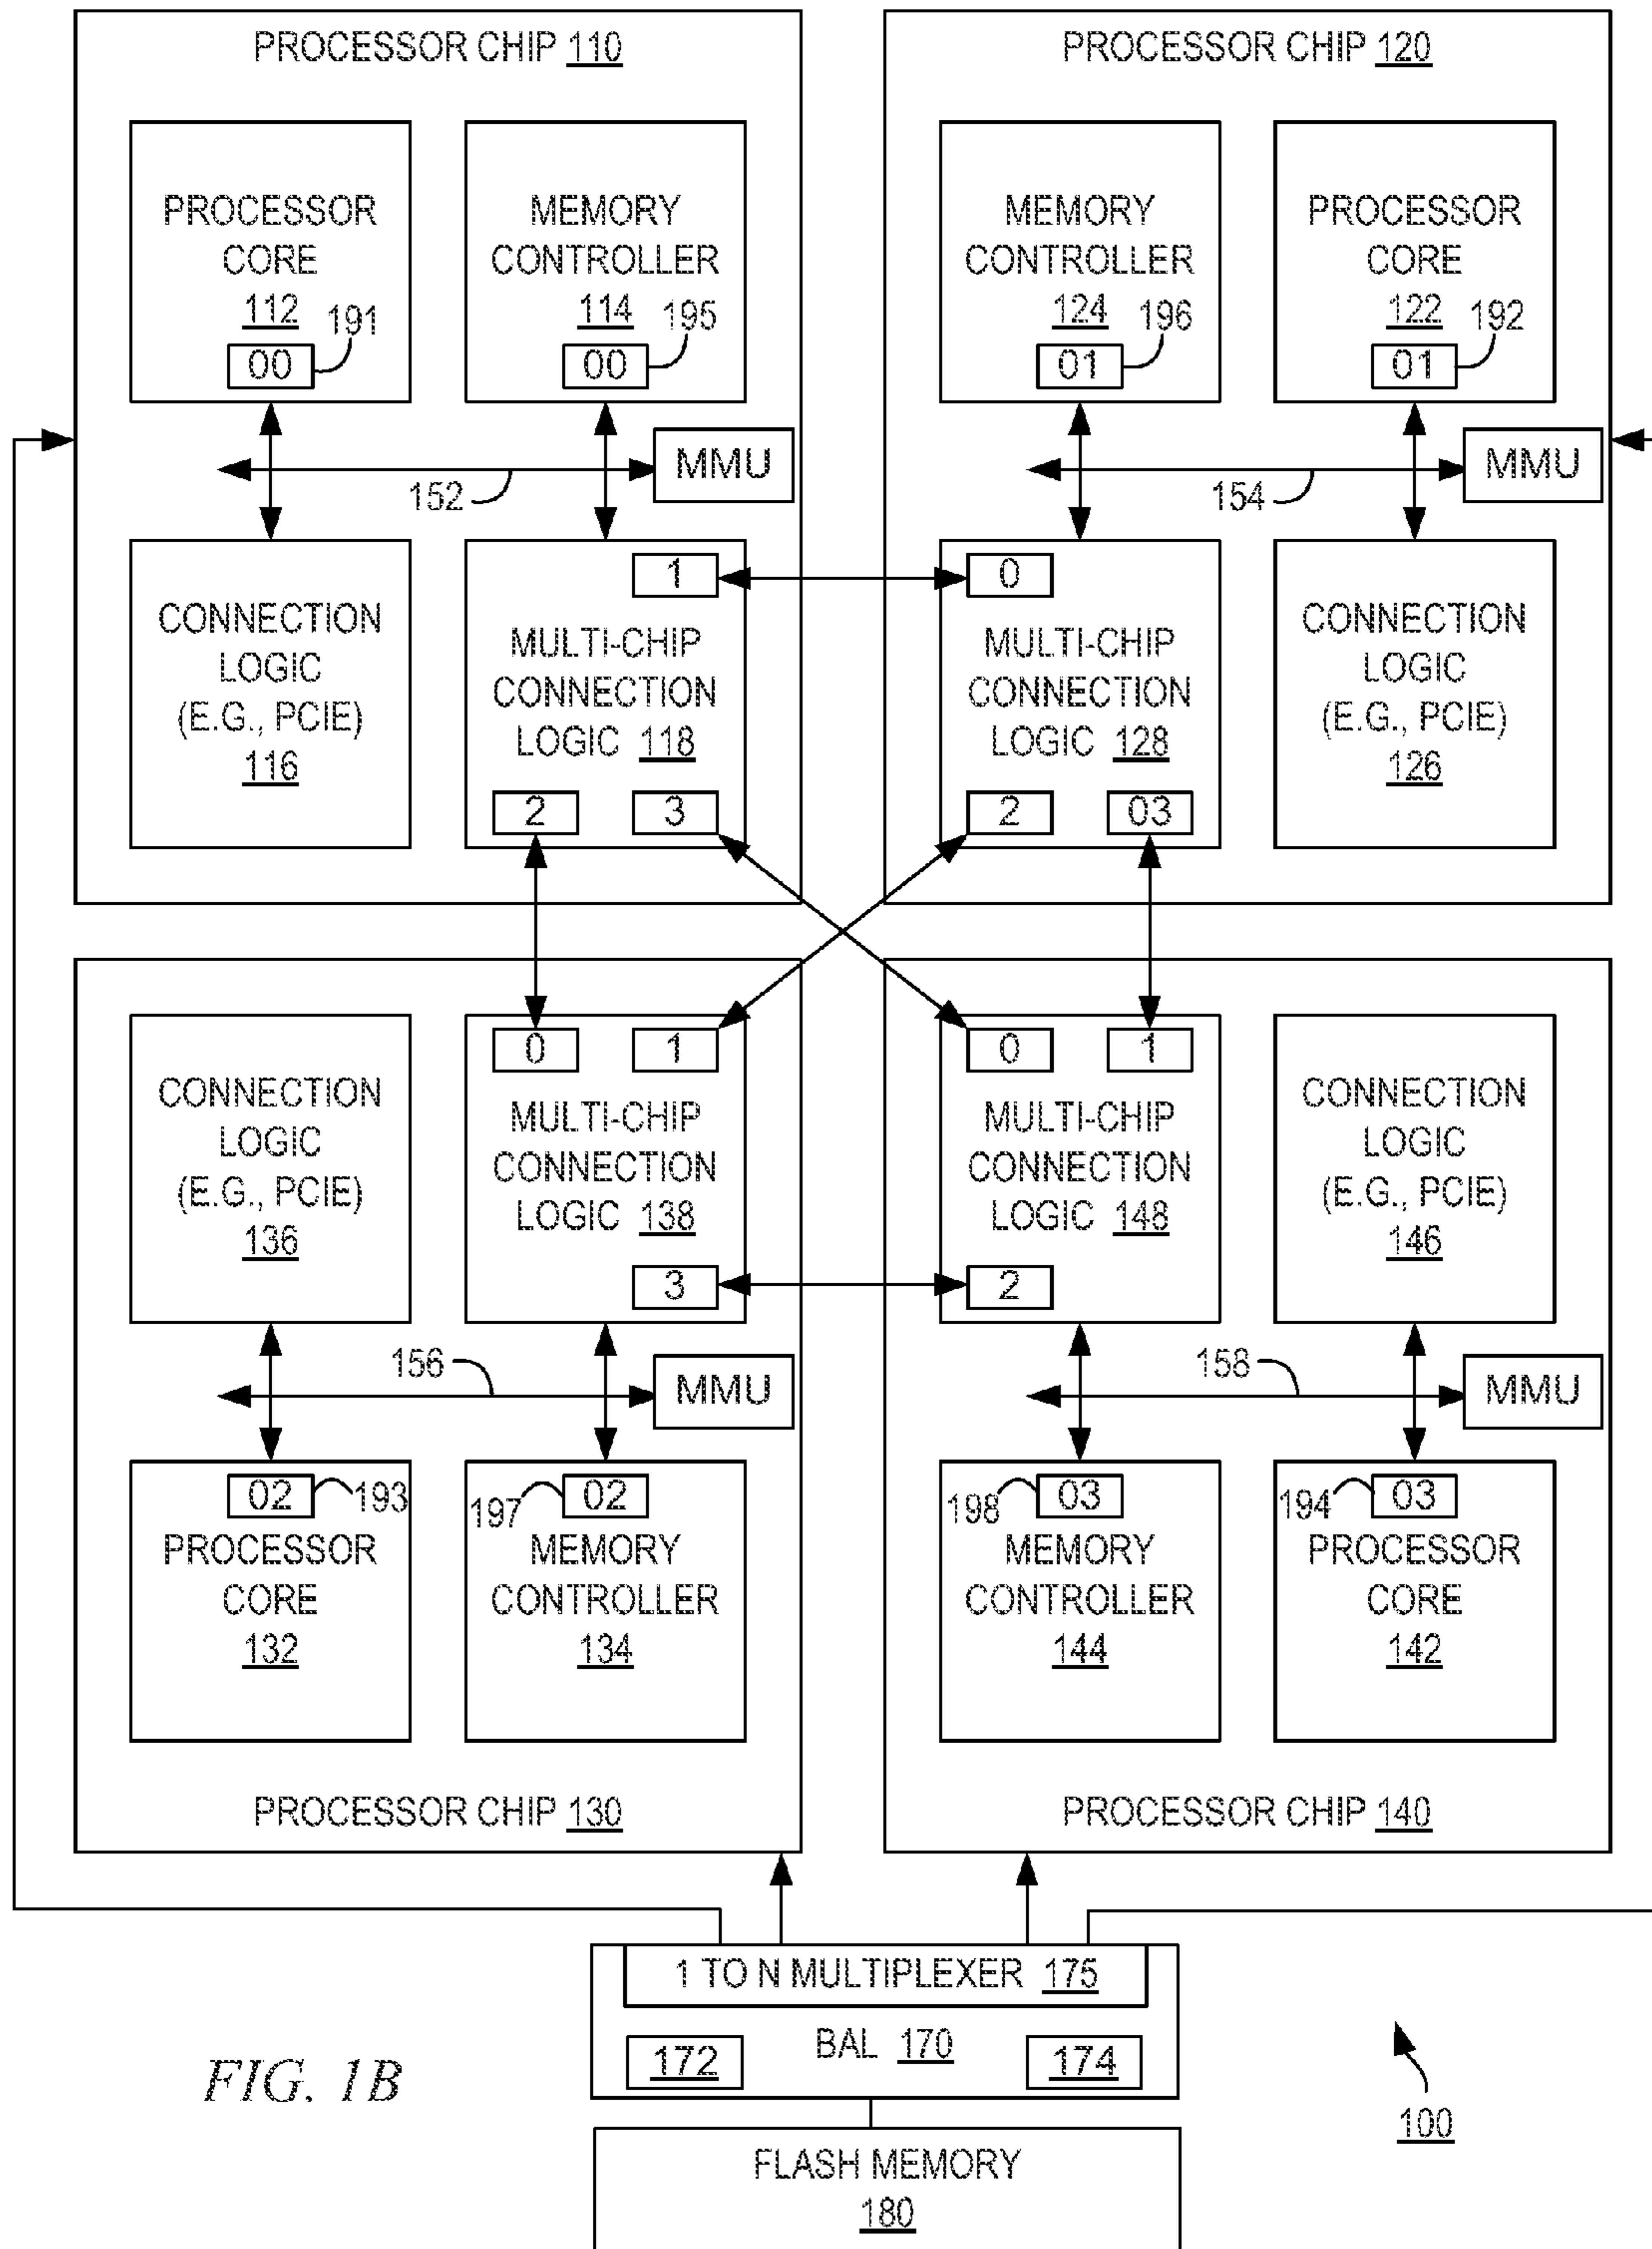 PROCESSOR CHIP 110
PROCESSOR
CORE
112
191
00
MEMORY
CONTROLLER
114
195
00
152
MMU
CONNECTION
LOGIC
(E.G., PCIE)
116
1
MULTI-CHIP
CONNECTION
LOGIC 118
2
3
PROCESSOR CHIP 120
MEMORY
CONTROLLER
124
196
01
PROCESSOR
CORE
122
192
01
154
MMU
0
MULTI-CHIP
CONNECTION
LOGIC 128
2
03
CONNECTION
LOGIC
(E.G., PCIE)
126
CONNECTION
LOGIC
(E.G., PCIE)
136
0
1
MULTI-CHIP
CONNECTION
LOGIC 138
3
156
MMU
02
193
PROCESSOR
CORE
132
02
197
MEMORY
CONTROLLER
134
PROCESSOR CHIP 130
0
1
MULTI-CHIP
CONNECTION
LOGIC 148
2
CONNECTION
LOGIC
(E.G., PCIE)
146
158
MMU
03
198
MEMORY
CONTROLLER
144
03
194
PROCESSOR
CORE
142
PROCESSOR CHIP 140
1 TO N MULTIPLEXER 175
BAL 170
172
174
FLASH MEMORY
180
FIG. 1B
100